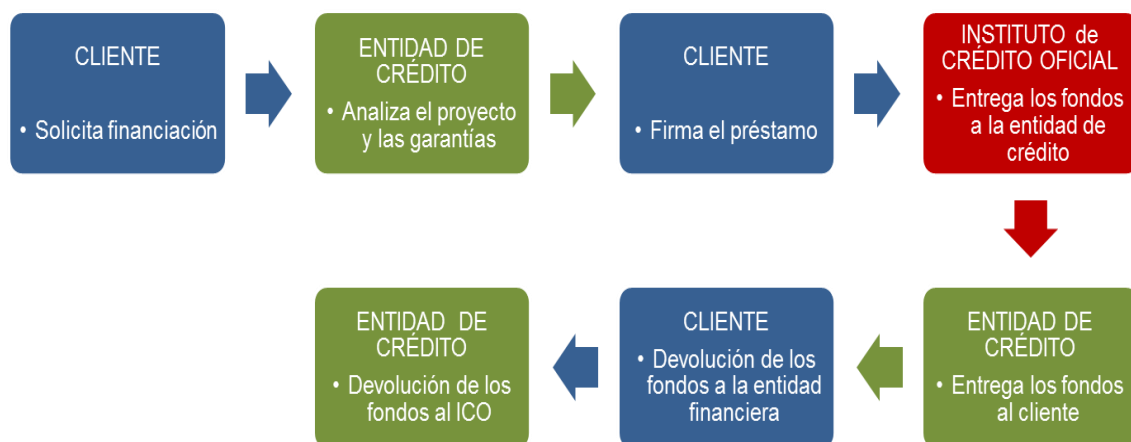 CLIENTE
• Solicita financiación
ENTIDAD DE
CRÉDITO
• Analiza el proyecto
y las garantías
CLIENTE
• Firma el préstamo
INSTITUTO de
CRÉDITO OFICIAL
• Entrega los fondos
a la entidad de
crédito
ENTIDAD DE
CRÉDITO
• Entrega los fondos
al cliente
CLIENTE
• Devolución de los
fondos a la entidad
financiera
ENTIDAD DE
CRÉDITO
• Devolución de los
fondos al ICO